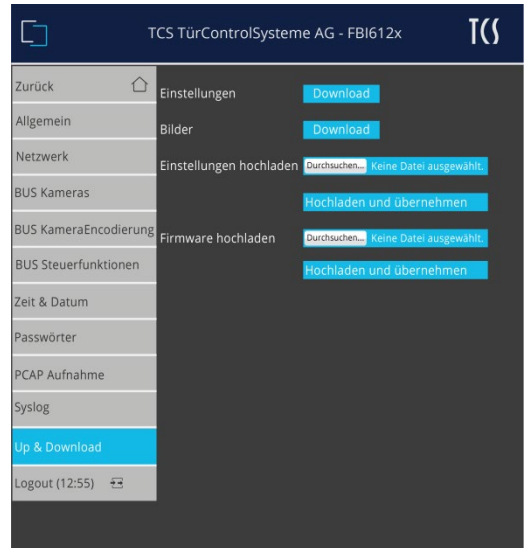 TCS TürControlSysteme AG - FBI612x
TCS
Zurück
Allgemein
Netzwerk
BUS Kameras
BUS KameraEncodierung
BUS Steuerfunktionen
Zeit & Datum
Passwörter
PCAP Aufnahme
Syslog
Up & Download
Logout (12:55)
Einstellungen Download
Bilder Download
Einstellungen hochladen Durchsuchen... Keine Datei ausgewählt.
Hochladen und übernehmen
Firmware hochladen Durchsuchen... Keine Datei ausgewählt.
Hochladen und übernehmen